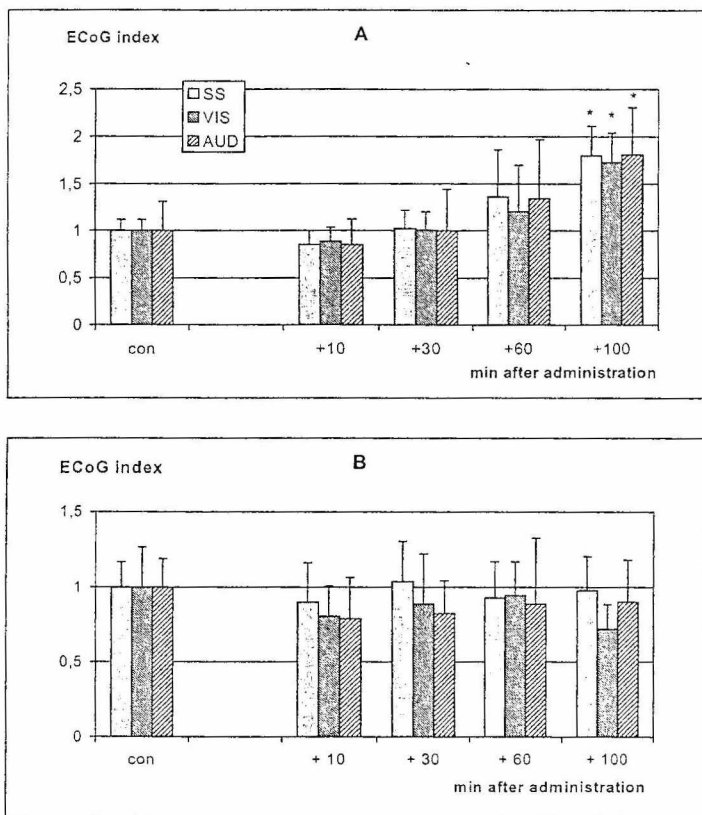 ECoG index
A
2,5
SS
VIS
AUD
2
1,5
1
0,5
0
* * *
con +10 +30 +60 +100
min after administration
ECoG index
B
1,5
1
0,5
0
con + 10 + 30 + 60 + 100
min after administration